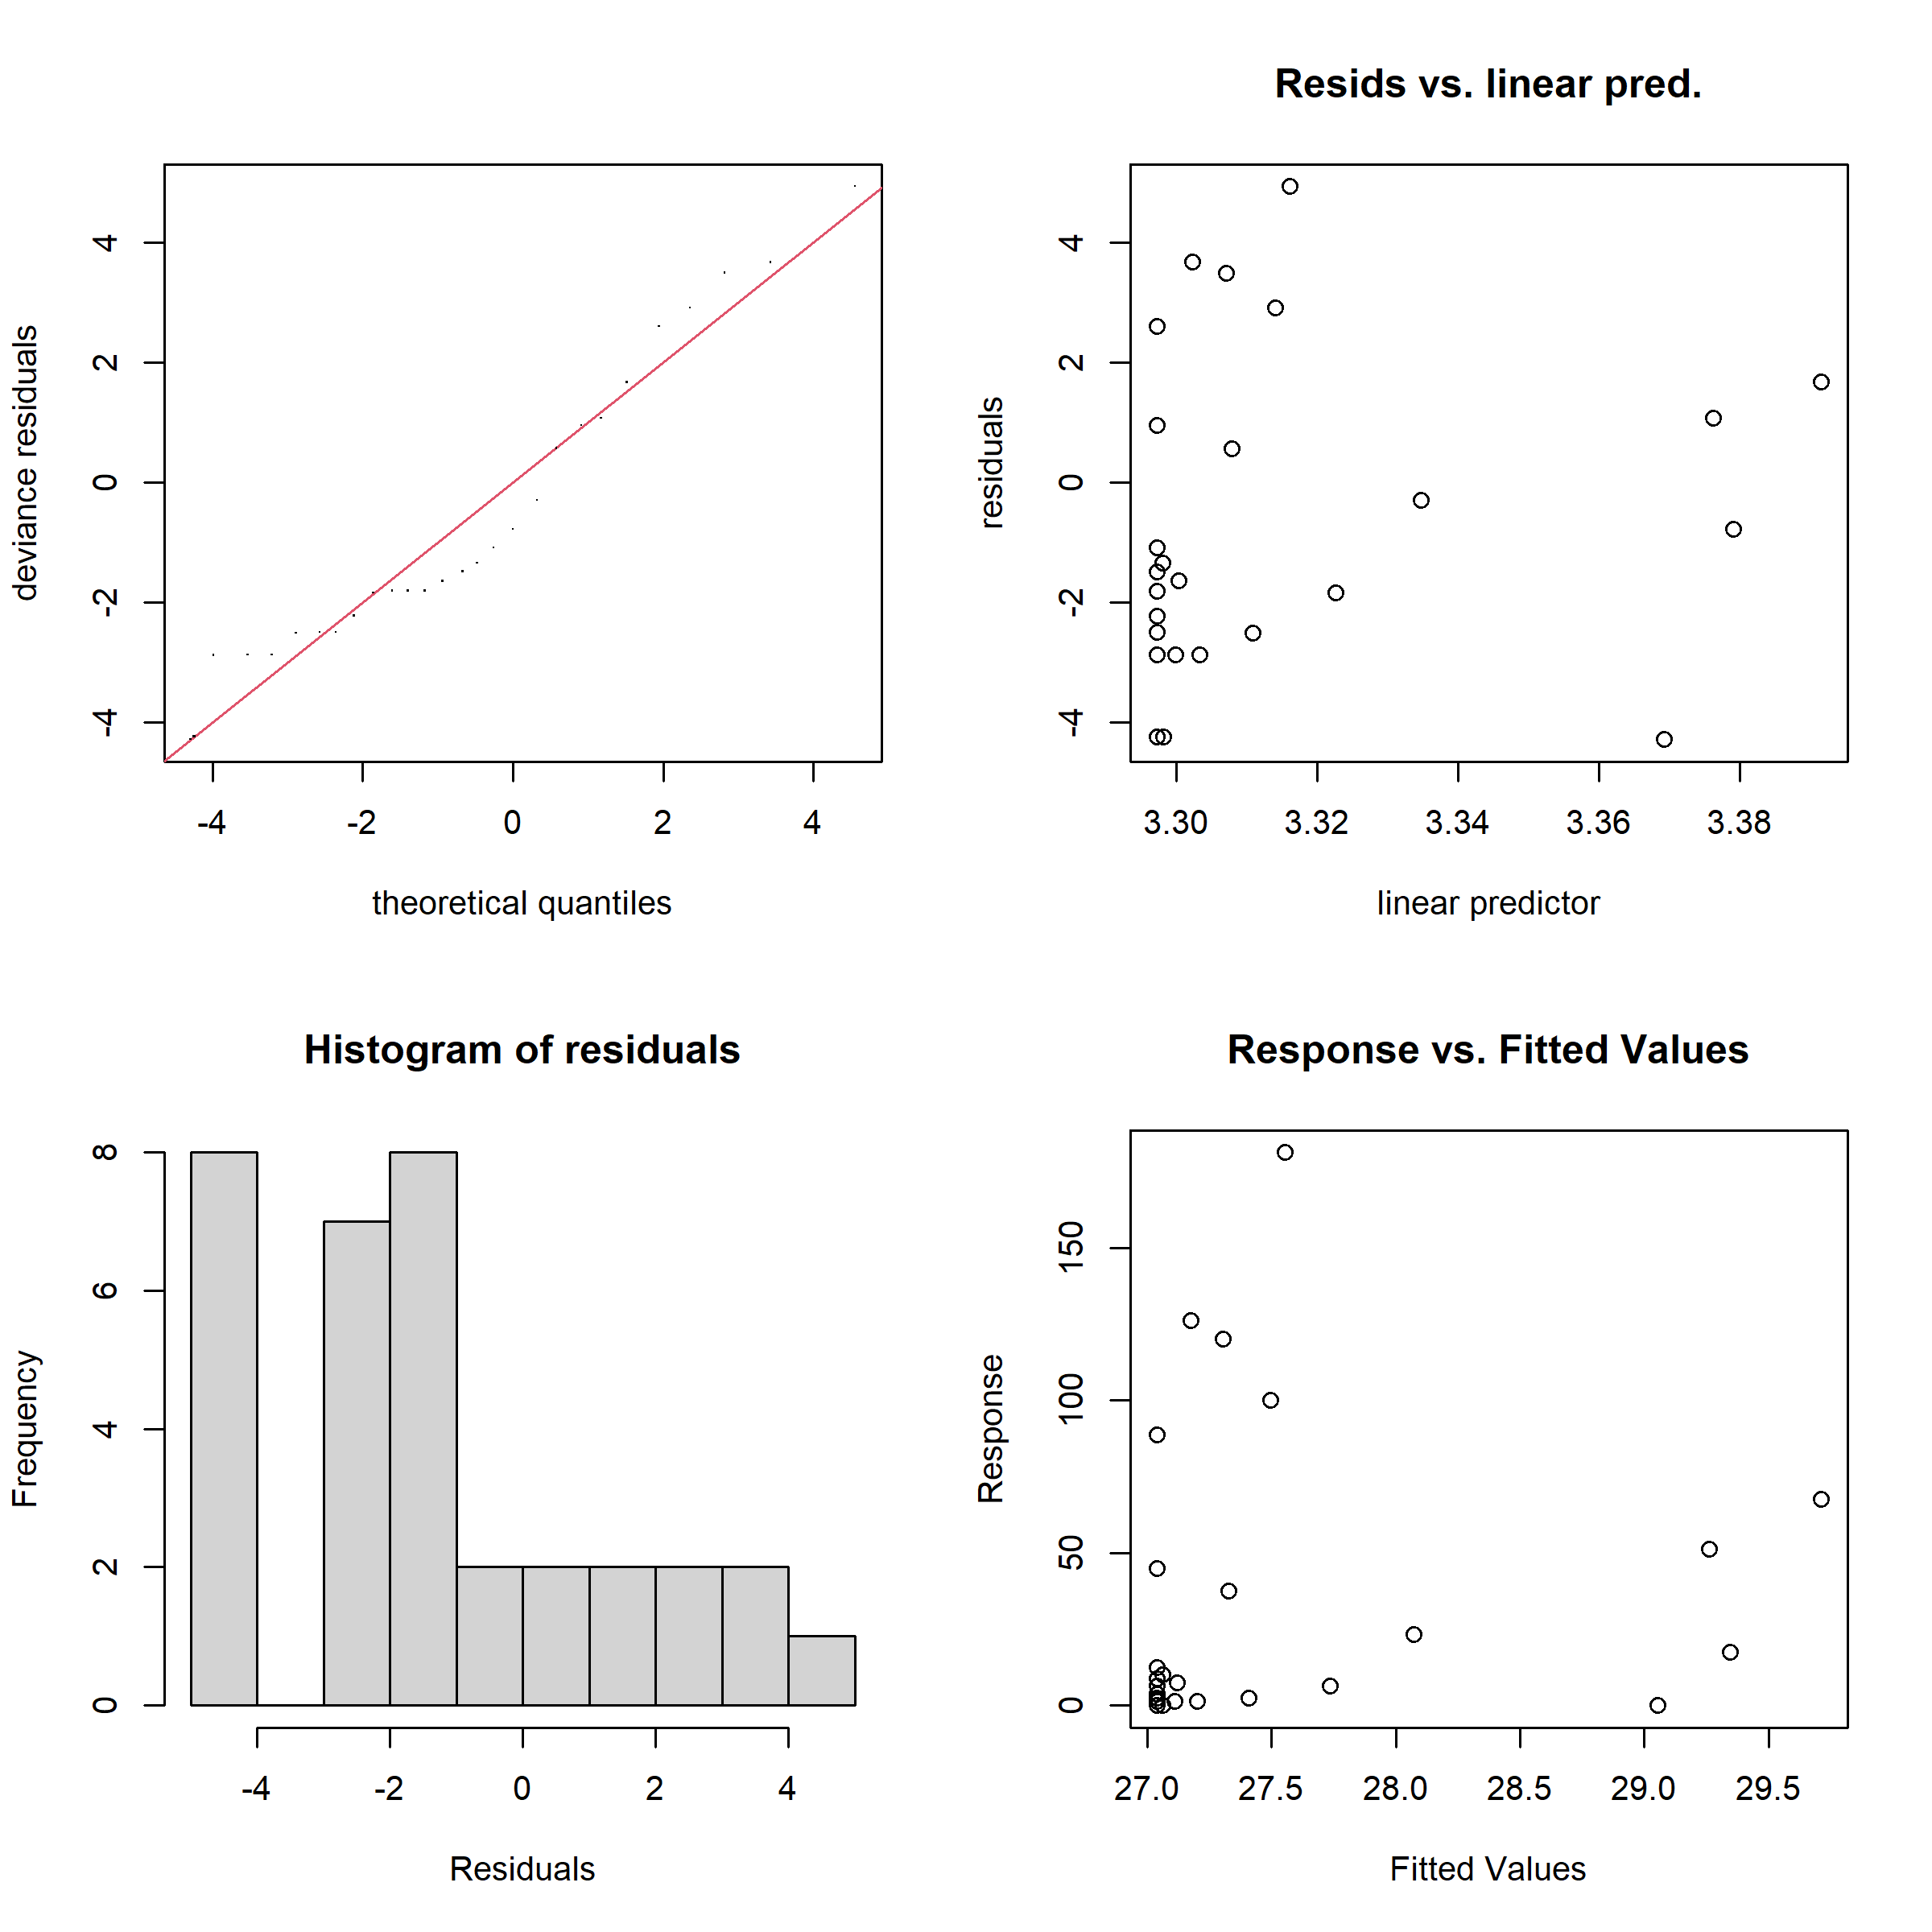 deviance residuals
4
2
0
-2
-4
-4 -2 0 2 4
theoretical quantiles
Resids vs. linear pred.
residuals
4
2
0
-2
-4
3.30 3.32 3.34 3.36 3.38
linear predictor
Histogram of residuals
Frequency
8
6
4
2
0
-4 -2 0 2 4
Residuals
Response vs. Fitted Values
Response
150
100
50
0
27.0 27.5 28.0 28.5 29.0 29.5
Fitted Values